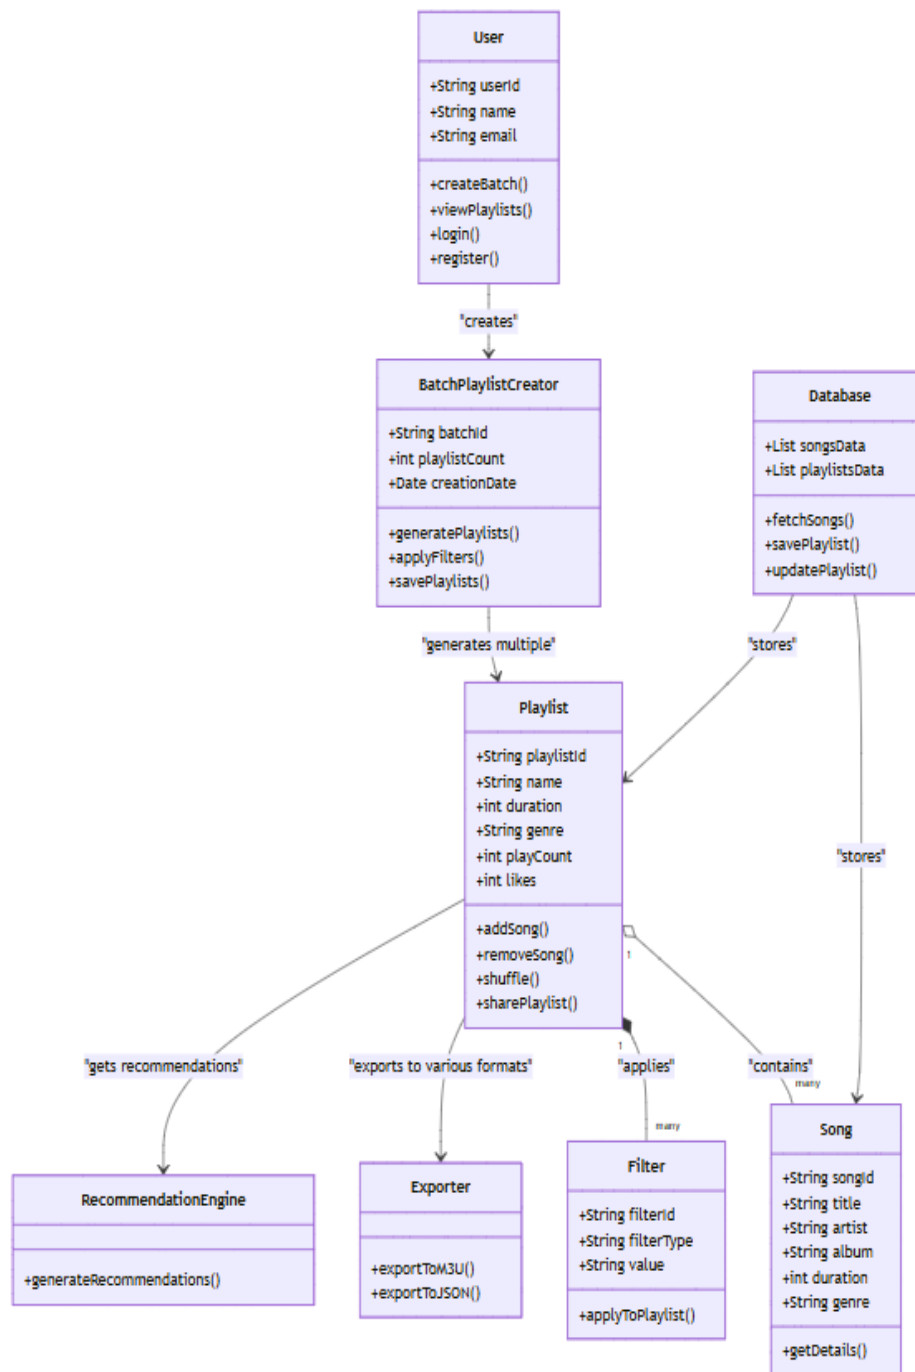 User
+String userId
+String name
+String email
+createBatch()
+viewPlaylists()
+login()
+register()
"creates"
BatchPlaylistCreator
+String batchId
+int playlistCount
+Date creationDate
+generatePlaylists()
+applyFilters()
+savePlaylists()
Database
+List songsData
+List playlistsData
+fetchSongs()
+savePlaylist()
+updatePlaylist()
"generates multiple"
"stores"
Playlist
+String playlistId
+String name
+int duration
+String genre
+int playCount
+int likes
+addSong()
+removeSong()
+shuffle()
+sharePlaylist()
"stores"
1
1
"gets recommendations"
"exports to various formats"
"applies"
"contains"
many
many
RecommendationEngine
+generateRecommendations()
Exporter
+exportToM3U()
+exportToJSON()
Filter
+String filterId
+String filterType
+String value
+applyToPlaylist()
Song
+String songId
+String title
+String artist
+String album
+int duration
+String genre
+getDetails()